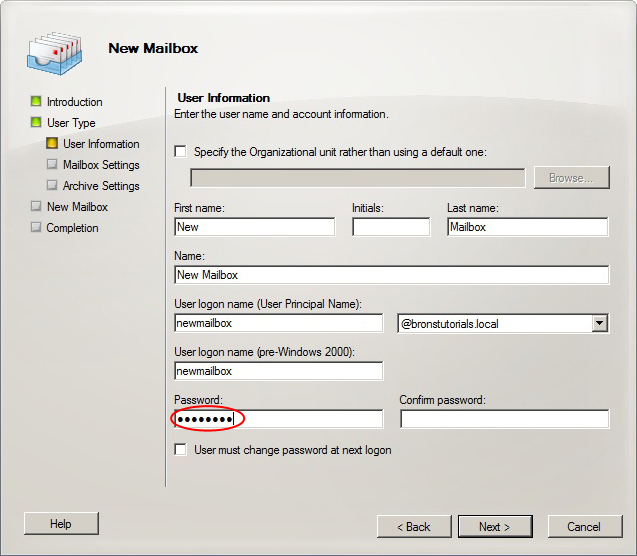 New Mailbox
Introduction
User Type
User Information
Mailbox Settings
Archive Settings
New Mailbox
Completion
User Information
Enter the user name and account information.
Specify the Organizational unit rather than using a default one:
Browse...
First name: Initials: Last name:
New Mailbox
Name:
New Mailbox
User logon name (User Principal Name):
newmailbox @bronstutorials.local
User logon name (pre-Windows 2000):
newmailbox
Password: Confirm password:
●●●●●●●●
User must change password at next logon
Help < Back Next > Cancel